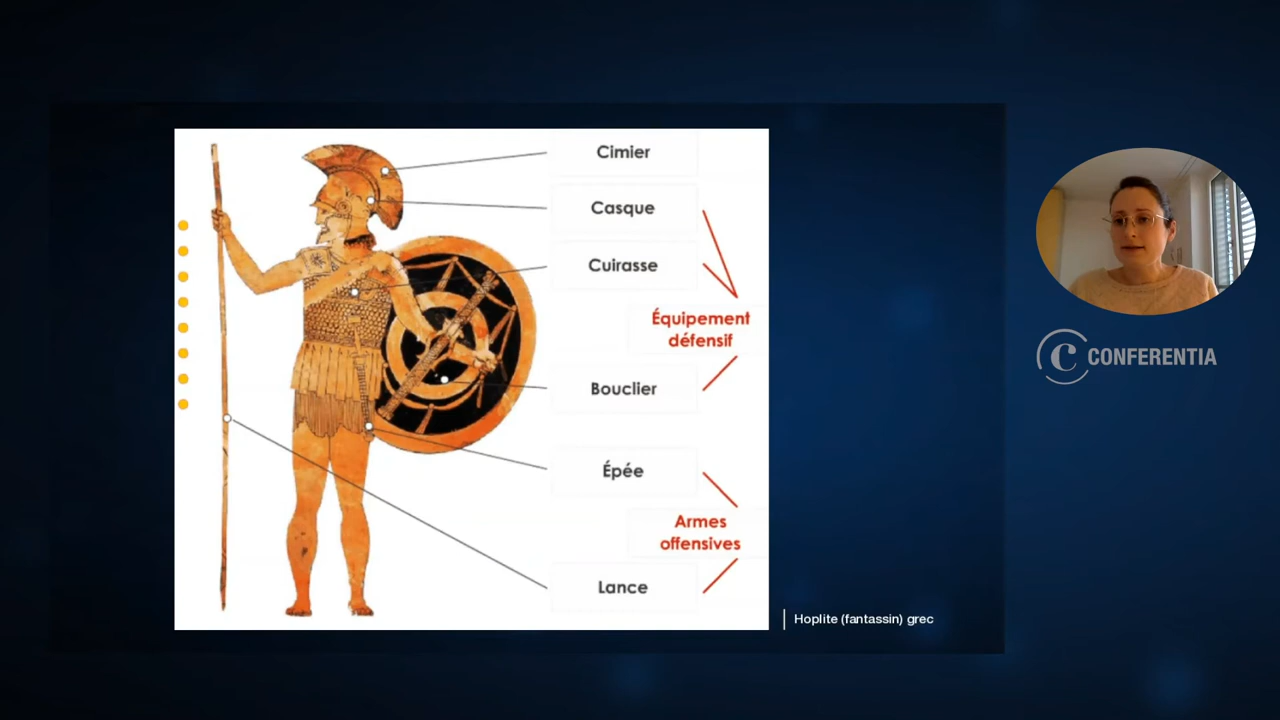 Cimier
Casque
Cuirasse
Équipement
défensif
Bouclier
Épée
Armes
offensives
Lance
Hoplite (fantassin) grec
C CONFERENTIA